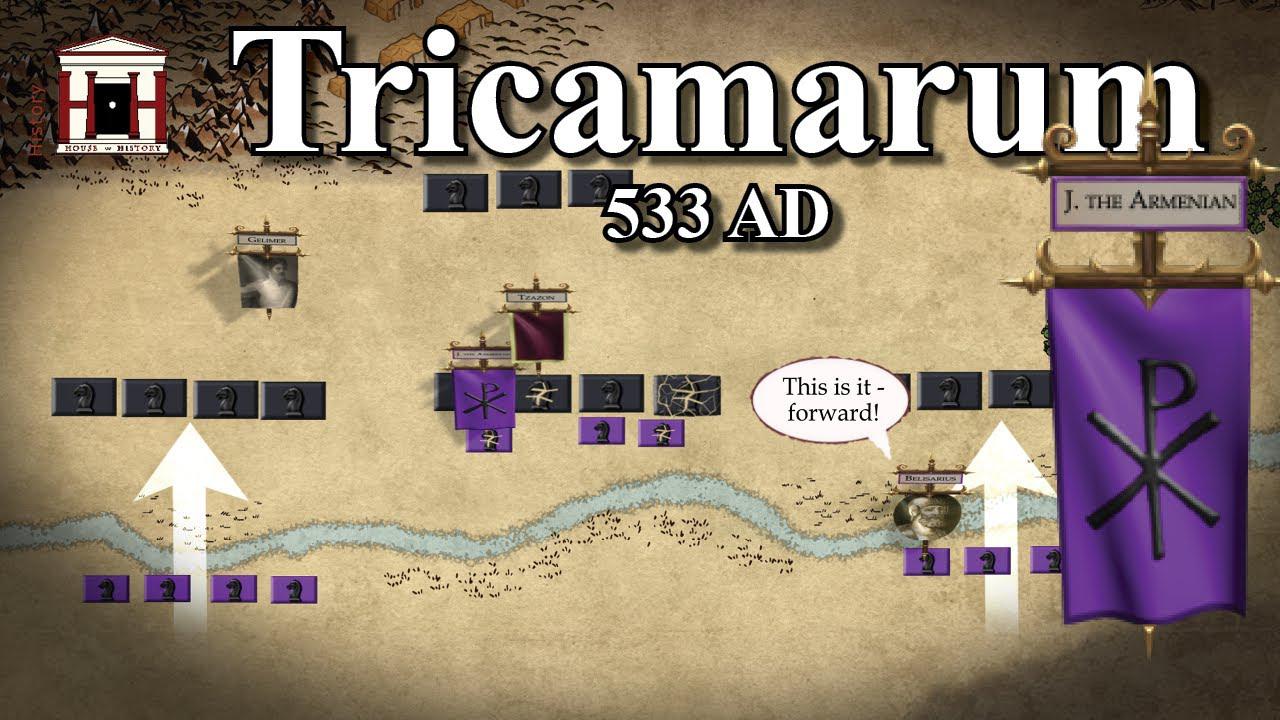 Tricamarum
History
HOUSE of HISTORY
533 AD
J. THE ARMENIAN
GELIMER
TZAZON
J. THE ARMENIAN
This is it -
forward!
BELISARIUS